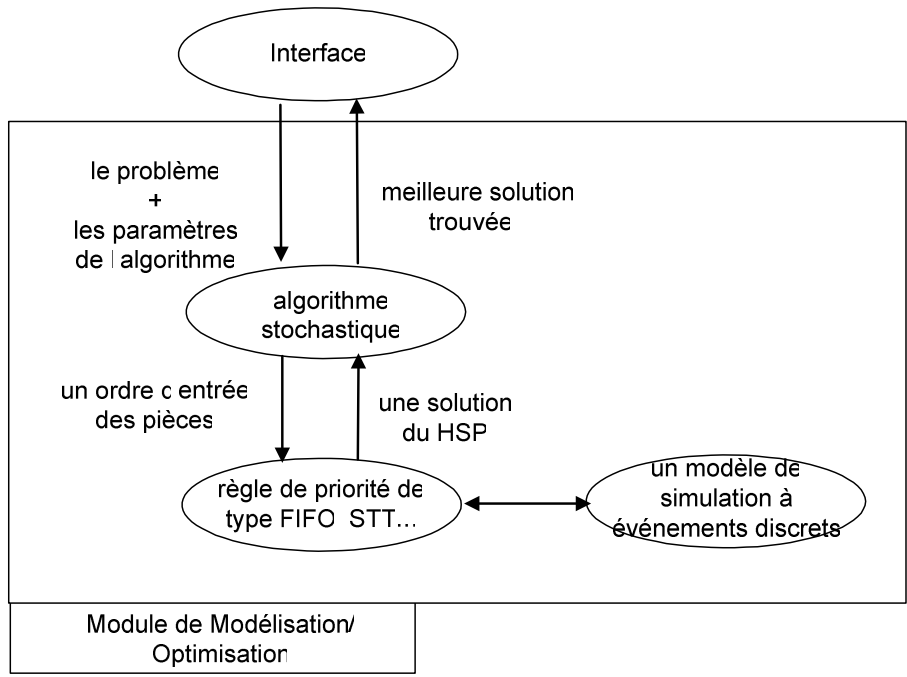 Interface
le problème
+
les paramètres
de l algorithme
meilleure solution
trouvée
algorithme
stochastique
un ordre d entrée
des pièces
une solution
du HSP
règle de priorité de
type FIFO STT...
un modèle de
simulation à
événements discrets
Module de Modélisation/
Optimisation